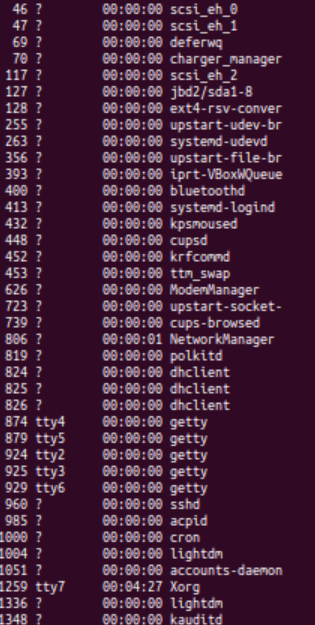 46 ? 00:00:00 scsi_eh_0
47 ? 00:00:00 scsi_eh_1
69 ? 00:00:00 deferwq
70 ? 00:00:00 charger_manager
117 ? 00:00:00 scsi_eh_2
127 ? 00:00:00 jbd2/sda1-8
128 ? 00:00:00 ext4-rsv-conver
255 ? 00:00:00 upstart-udev-br
263 ? 00:00:00 systemd-udevd
356 ? 00:00:00 upstart-file-br
393 ? 00:00:00 iprt-VBoxWQueue
400 ? 00:00:00 bluetoothd
413 ? 00:00:00 systemd-logind
432 ? 00:00:00 kpsmoused
448 ? 00:00:00 cupsd
452 ? 00:00:00 krfcommd
453 ? 00:00:00 ttm_swap
626 ? 00:00:00 ModemManager
723 ? 00:00:00 upstart-socket-
739 ? 00:00:00 cups-browsed
806 ? 00:00:01 NetworkManager
819 ? 00:00:00 polkitd
824 ? 00:00:00 dhclient
825 ? 00:00:00 dhclient
826 ? 00:00:00 dhclient
874 tty4 00:00:00 getty
879 tty5 00:00:00 getty
924 tty2 00:00:00 getty
925 tty3 00:00:00 getty
929 tty6 00:00:00 getty
960 ? 00:00:00 sshd
985 ? 00:00:00 acpid
1000 ? 00:00:00 cron
1004 ? 00:00:00 lightdm
1051 ? 00:00:00 accounts-daemon
1259 tty7 00:04:27 Xorg
1336 ? 00:00:00 lightdm
1348 ? 00:00:00 kauditd